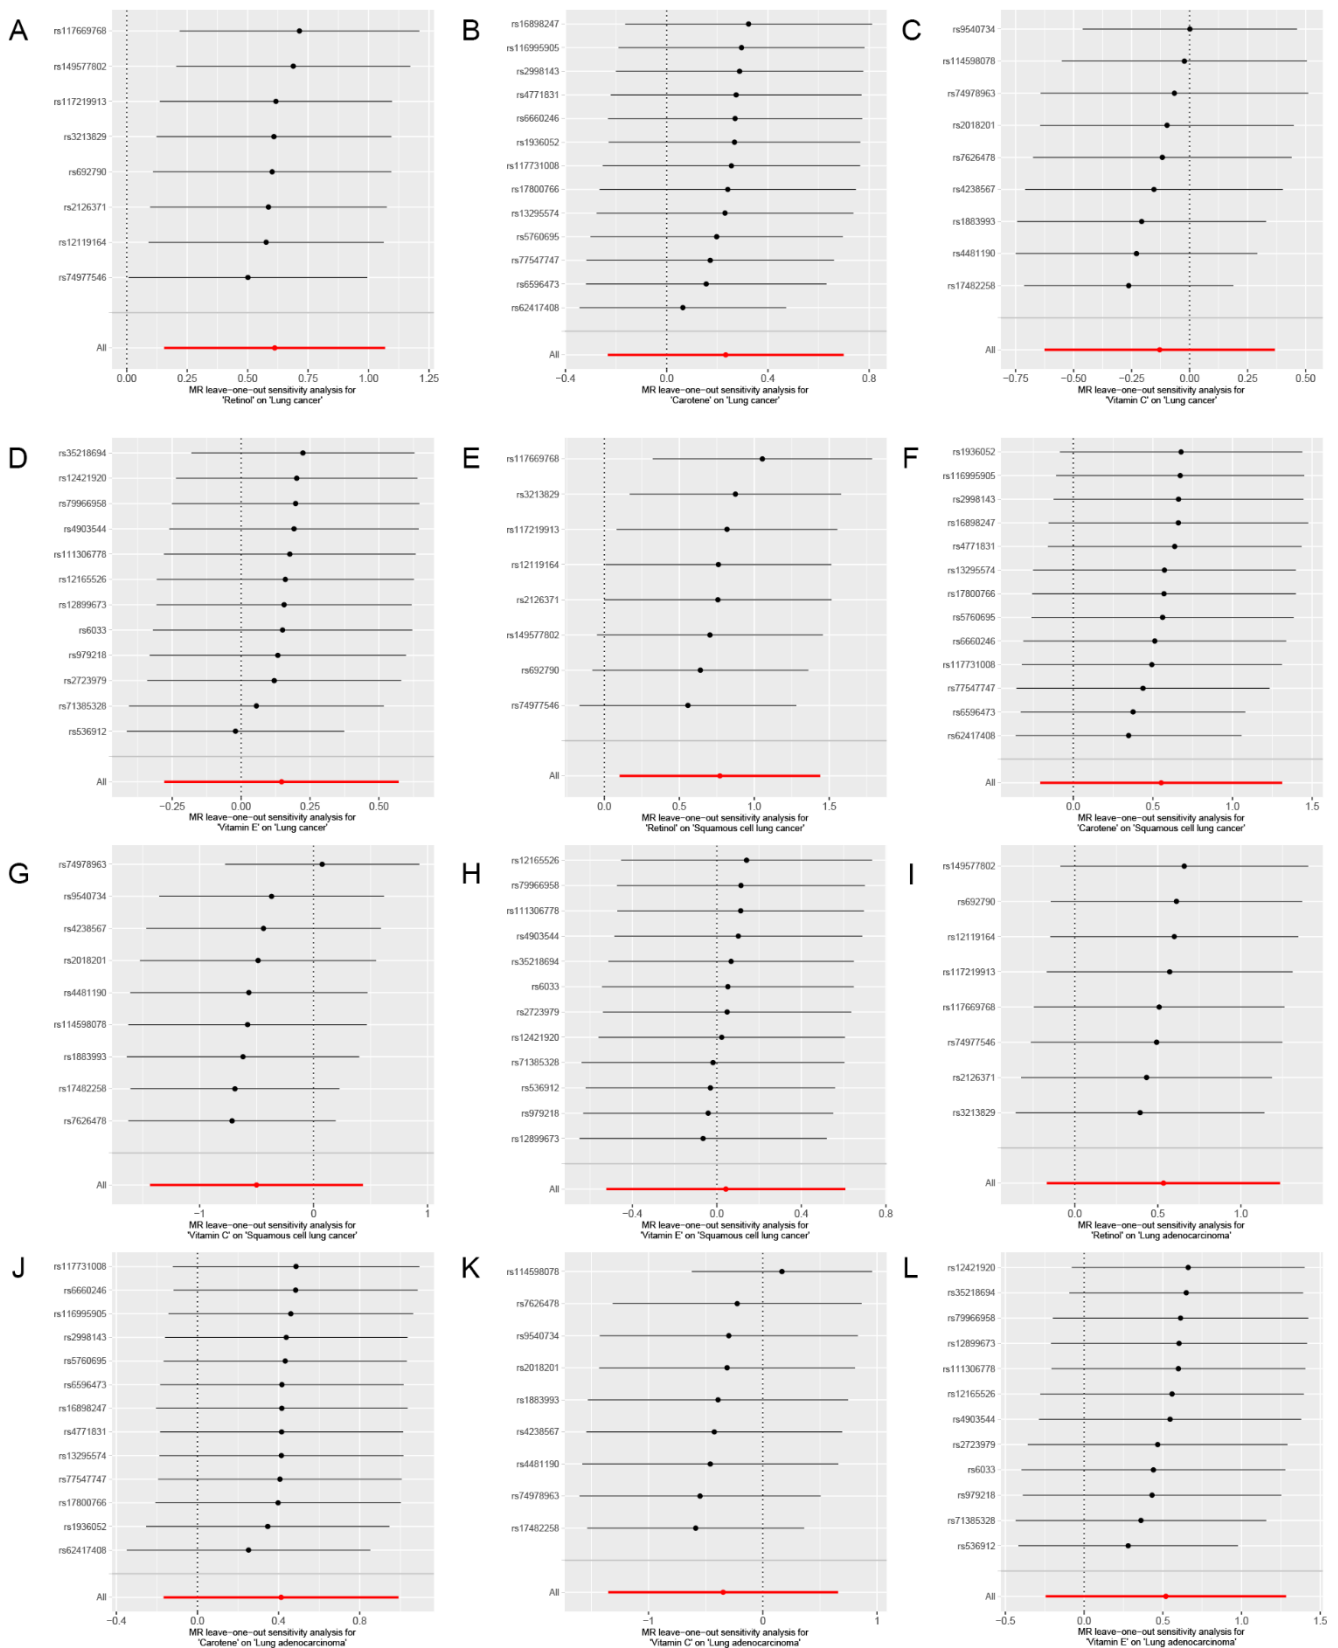 A
rs117669768
rs149577802
rs117219913
rs3213829
rs692790
rs2126371
rs12119164
rs74977546
All
0.00 0.25 0.50 0.75 1.00 1.25
MR leave−one−out sensitivity analysis for
'Retinol' on 'Lung cancer'
B
rs16898247
rs116995905
rs2998143
rs4771831
rs6660246
rs1936052
rs117731008
rs17800766
rs13295574
rs5760695
rs77547747
rs6596473
rs62417408
All
−0.4 0.0 0.4 0.8
MR leave−one−out sensitivity analysis for
'Carotene' on 'Lung cancer'
C
rs9540734
rs114598078
rs74978963
rs2018201
rs7626478
rs4238567
rs1883993
rs4481190
rs17482258
All
−0.75 −0.50 −0.25 0.00 0.25 0.50
MR leave−one−out sensitivity analysis for
'Vitamin C' on 'Lung cancer'
D
rs35218694
rs12421920
rs79966958
rs4903544
rs111306778
rs12165526
rs12899673
rs6033
rs979218
rs2723979
rs71385328
rs536912
All
−0.25 0.00 0.25 0.50
MR leave−one−out sensitivity analysis for
'Vitamin E' on 'Lung cancer'
E
rs117669768
rs3213829
rs117219913
rs12119164
rs2126371
rs149577802
rs692790
rs74977546
All
0.0 0.5 1.0 1.5
MR leave−one−out sensitivity analysis for
'Retinol' on 'Squamous cell lung cancer'
F
rs1936052
rs116995905
rs2998143
rs16898247
rs4771831
rs13295574
rs17800766
rs5760695
rs6660246
rs117731008
rs77547747
rs6596473
rs62417408
All
0.0 0.5 1.0 1.5
MR leave−one−out sensitivity analysis for
'Carotene' on 'Squamous cell lung cancer'
G
rs74978963
rs9540734
rs4238567
rs2018201
rs4481190
rs114598078
rs1883993
rs17482258
rs7626478
All
−1 0 1
MR leave−one−out sensitivity analysis for
'Vitamin C' on 'Squamous cell lung cancer'
H
rs12165526
rs79966958
rs111306778
rs4903544
rs35218694
rs6033
rs2723979
rs12421920
rs71385328
rs536912
rs979218
rs12899673
All
−0.4 0.0 0.4 0.8
MR leave−one−out sensitivity analysis for
'Vitamin E' on 'Squamous cell lung cancer'
I
rs149577802
rs692790
rs12119164
rs117219913
rs117669768
rs74977546
rs2126371
rs3213829
All
0.0 0.5 1.0
MR leave−one−out sensitivity analysis for
'Retinol' on 'Lung adenocarcinoma'
J
rs117731008
rs6660246
rs116995905
rs2998143
rs5760695
rs6596473
rs16898247
rs4771831
rs13295574
rs77547747
rs17800766
rs1936052
rs62417408
All
−0.4 0.0 0.4 0.8
MR leave−one−out sensitivity analysis for
'Carotene' on 'Lung adenocarcinoma'
K
rs114598078
rs7626478
rs9540734
rs2018201
rs1883993
rs4238567
rs4481190
rs74978963
rs17482258
All
−1 0 1
MR leave−one−out sensitivity analysis for
'Vitamin C' on 'Lung adenocarcinoma'
L
rs12421920
rs35218694
rs79966958
rs12899673
rs111306778
rs12165526
rs4903544
rs2723979
rs6033
rs979218
rs71385328
rs536912
All
−0.5 0.0 0.5 1.0 1.5
MR leave−one−out sensitivity analysis for
'Vitamin E' on 'Lung adenocarcinoma'